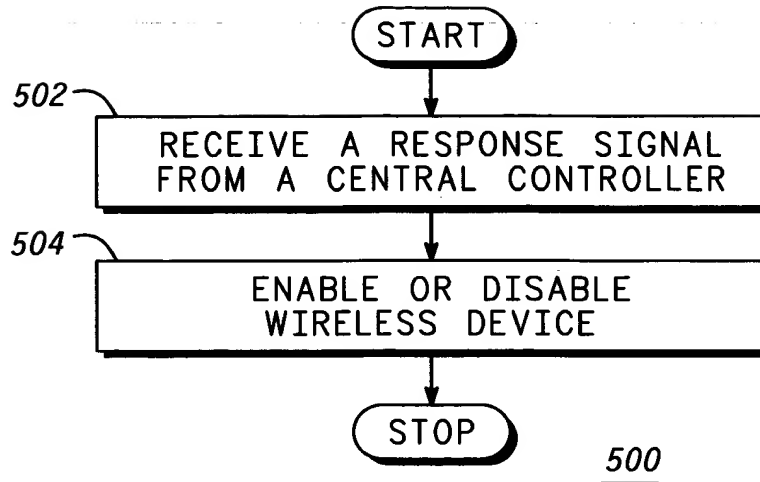 START
502
RECEIVE A RESPONSE SIGNAL
FROM A CENTRAL CONTROLLER
504
ENABLE OR DISABLE
WIRELESS DEVICE
STOP
500